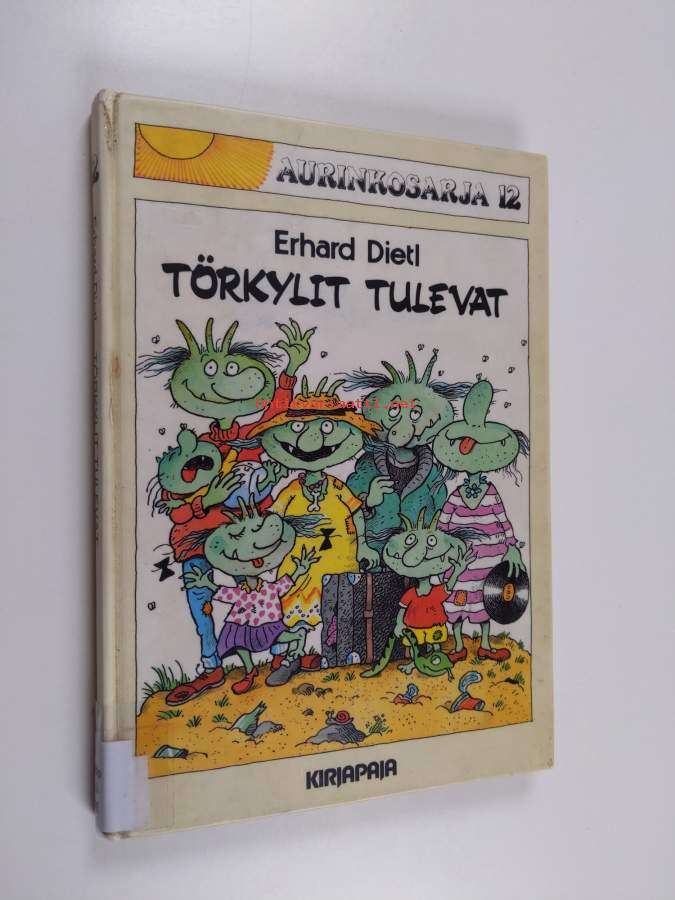 AURINKOSARJA 12
Erhard Dietl
TÖRKYLIT TULEVAT
KIRJAPAJA